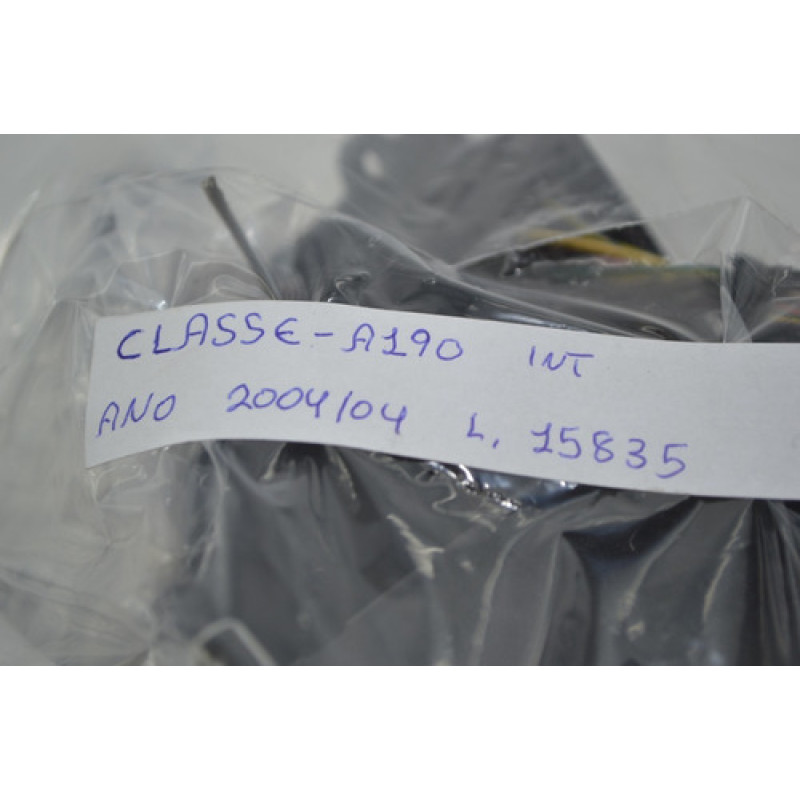 CLASSE-A190 INT
ANO 2004/04 L. 15835